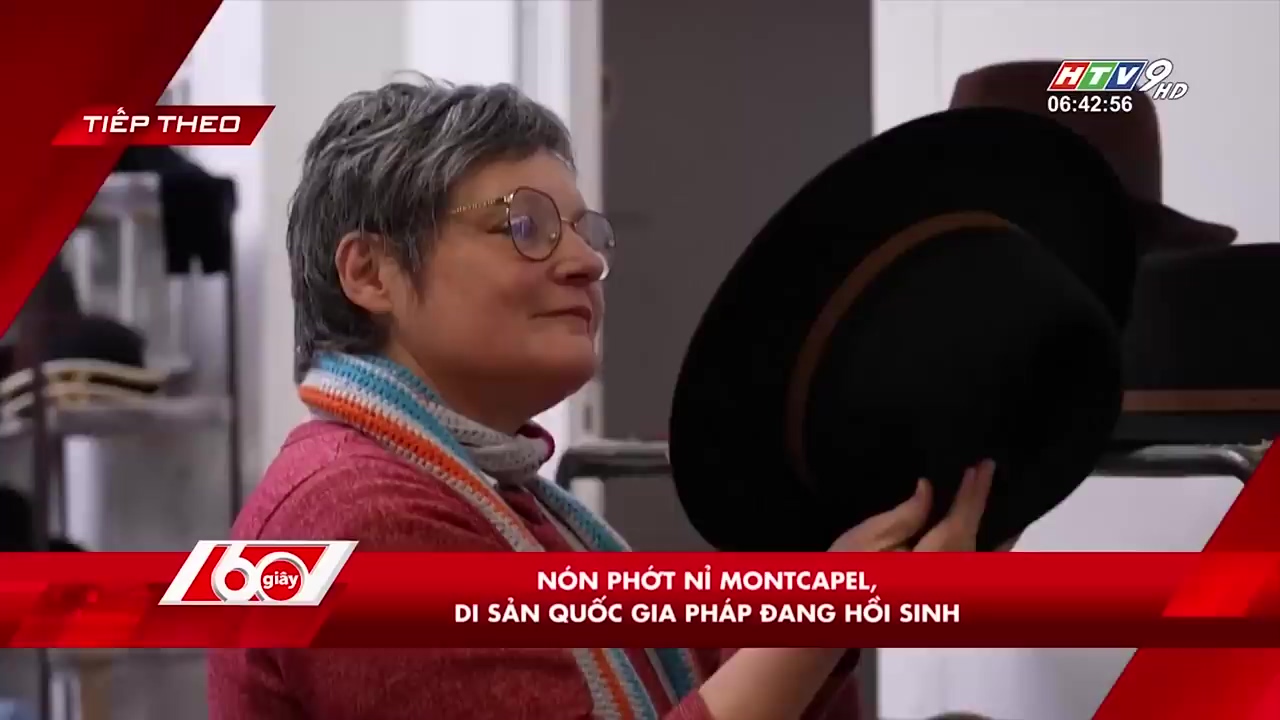 TIẾP THEO
HTV9
HD
06:42:56
60
giây
NÓN PHỚT NỈ MONTCAPEL,
DI SẢN QUỐC GIA PHÁP ĐANG HỒI SINH